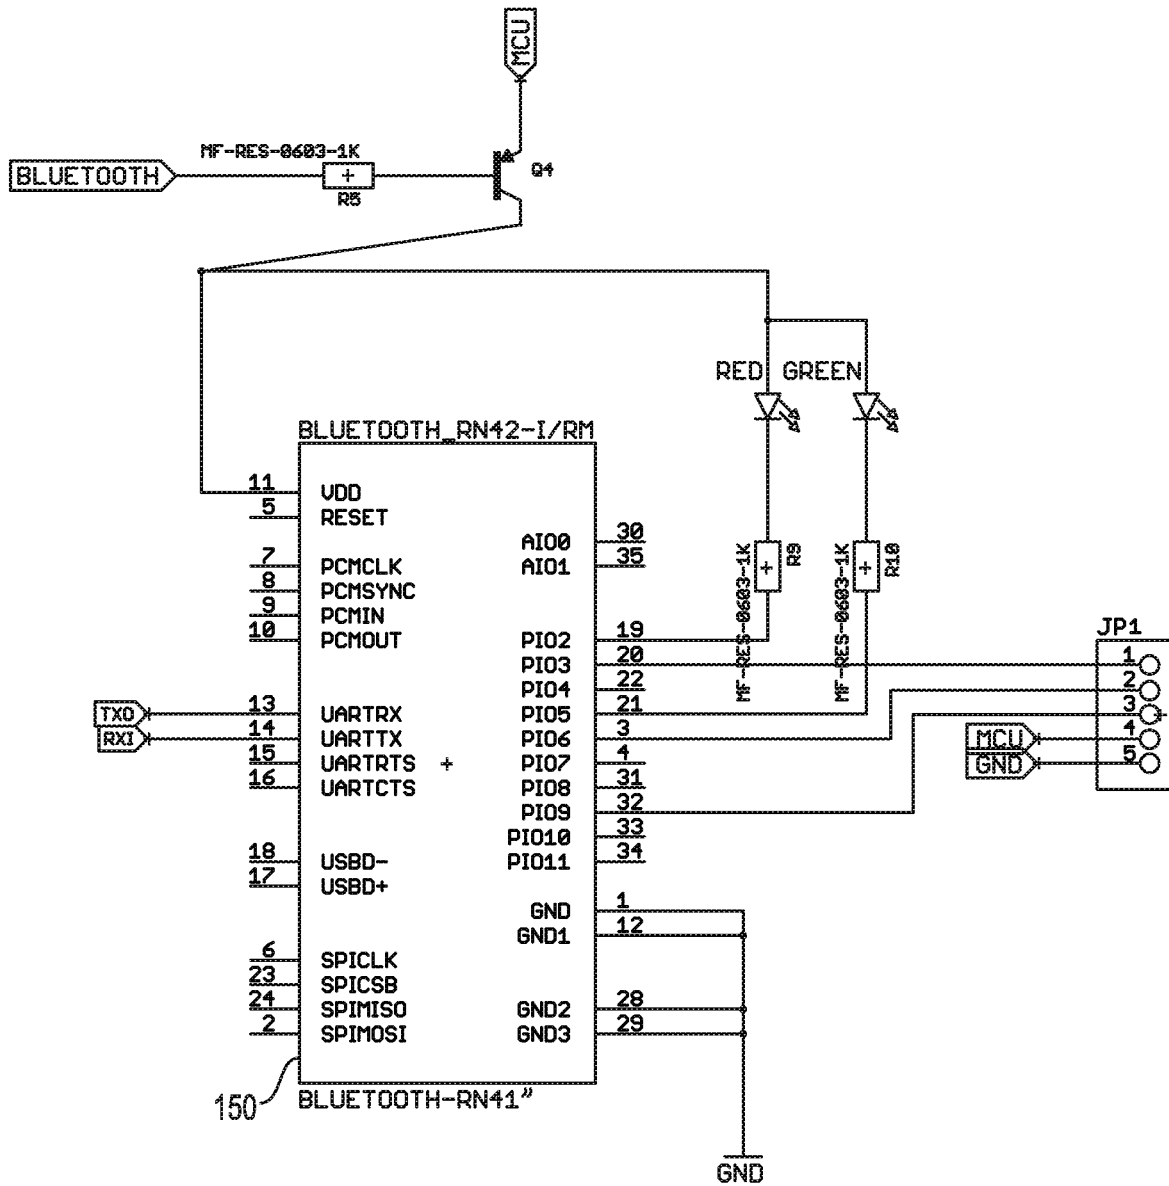 MCU
MF-RES-0603-1K
BLUETOOTH
R5
Q4
RED GREEN
BLUETOOTH_RN42-I/RM
11 VDD
5 RESET
AIO0 30
7 PCMCLK AIO1 35
8 PCMSYNC
9 PCMIN
10 PCMOUT PIO2 19
PIO3 20
PIO4 22
TXO 13 UARTRX PIO5 21
RXI 14 UARTTX PIO6 3
15 UARTRTS PIO7 4
16 UARTCTS PIO8 31
PIO9 32
PIO10 33
18 USBD- PIO11 34
17 USBD+
GND 1
GND1 12
6 SPICLK
23 SPICSB
24 SPIMISO GND2 28
2 SPIMOSI GND3 29
MF-RES-0603-1K
R9
MF-RES-0603-1K
R10
JP1
1
2
3
MCU 4
GND 5
150
BLUETOOTH-RN41"
GND